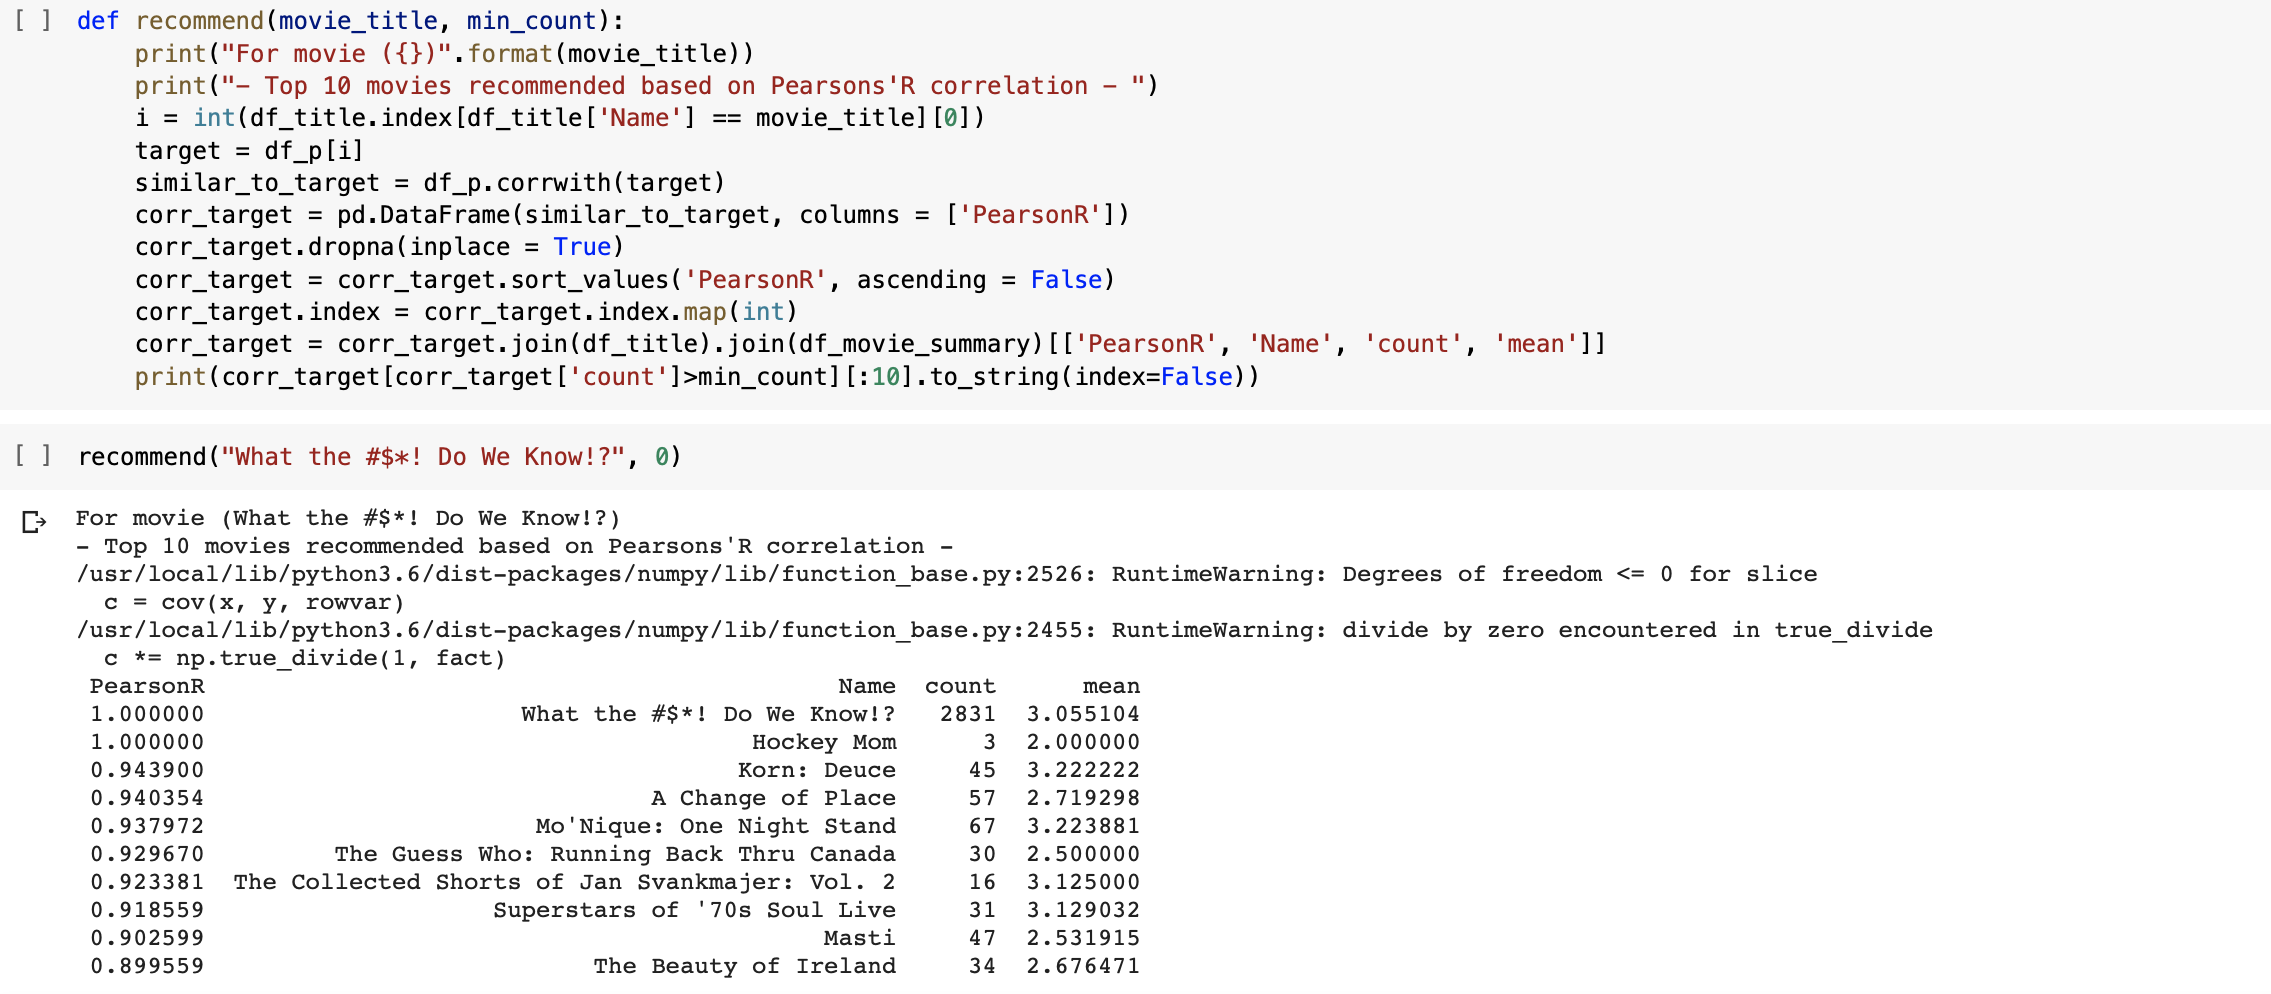 [ ] def recommend(movie_title, min_count):
print("For movie ({})".format(movie_title))
print("– Top 10 movies recommended based on Pearsons'R correlation – ")
i = int(df_title.index[df_title['Name'] == movie_title][0])
target = df_p[i]
similar_to_target = df_p.corrwith(target)
corr_target = pd.DataFrame(similar_to_target, columns = ['PearsonR'])
corr_target.dropna(inplace = True)
corr_target = corr_target.sort_values('PearsonR', ascending = False)
corr_target.index = corr_target.index.map(int)
corr_target = corr_target.join(df_title).join(df_movie_summary)[['PearsonR', 'Name', 'count', 'mean']]
print(corr_target[corr_target['count']>min_count][:10].to_string(index=False))
[ ] recommend("What the #$*! Do We Know!?", 0)
For movie (What the #$*! Do We Know!?)
– Top 10 movies recommended based on Pearsons'R correlation –
/usr/local/lib/python3.6/dist-packages/numpy/lib/function_base.py:2526: RuntimeWarning: Degrees of freedom <= 0 for slice
c = cov(x, y, rowvar)
/usr/local/lib/python3.6/dist-packages/numpy/lib/function_base.py:2455: RuntimeWarning: divide by zero encountered in true_divide
c *= np.true_divide(1, fact)
PearsonR Name count mean
1.000000 What the #$*! Do We Know!? 2831 3.055104
1.000000 Hockey Mom 3 2.000000
0.943900 Korn: Deuce 45 3.222222
0.940354 A Change of Place 57 2.719298
0.937972 Mo'Nique: One Night Stand 67 3.223881
0.929670 The Guess Who: Running Back Thru Canada 30 2.500000
0.923381 The Collected Shorts of Jan Svankmajer: Vol. 2 16 3.125000
0.918559 Superstars of '70s Soul Live 31 3.129032
0.902599 Masti 47 2.531915
0.899559 The Beauty of Ireland 34 2.676471